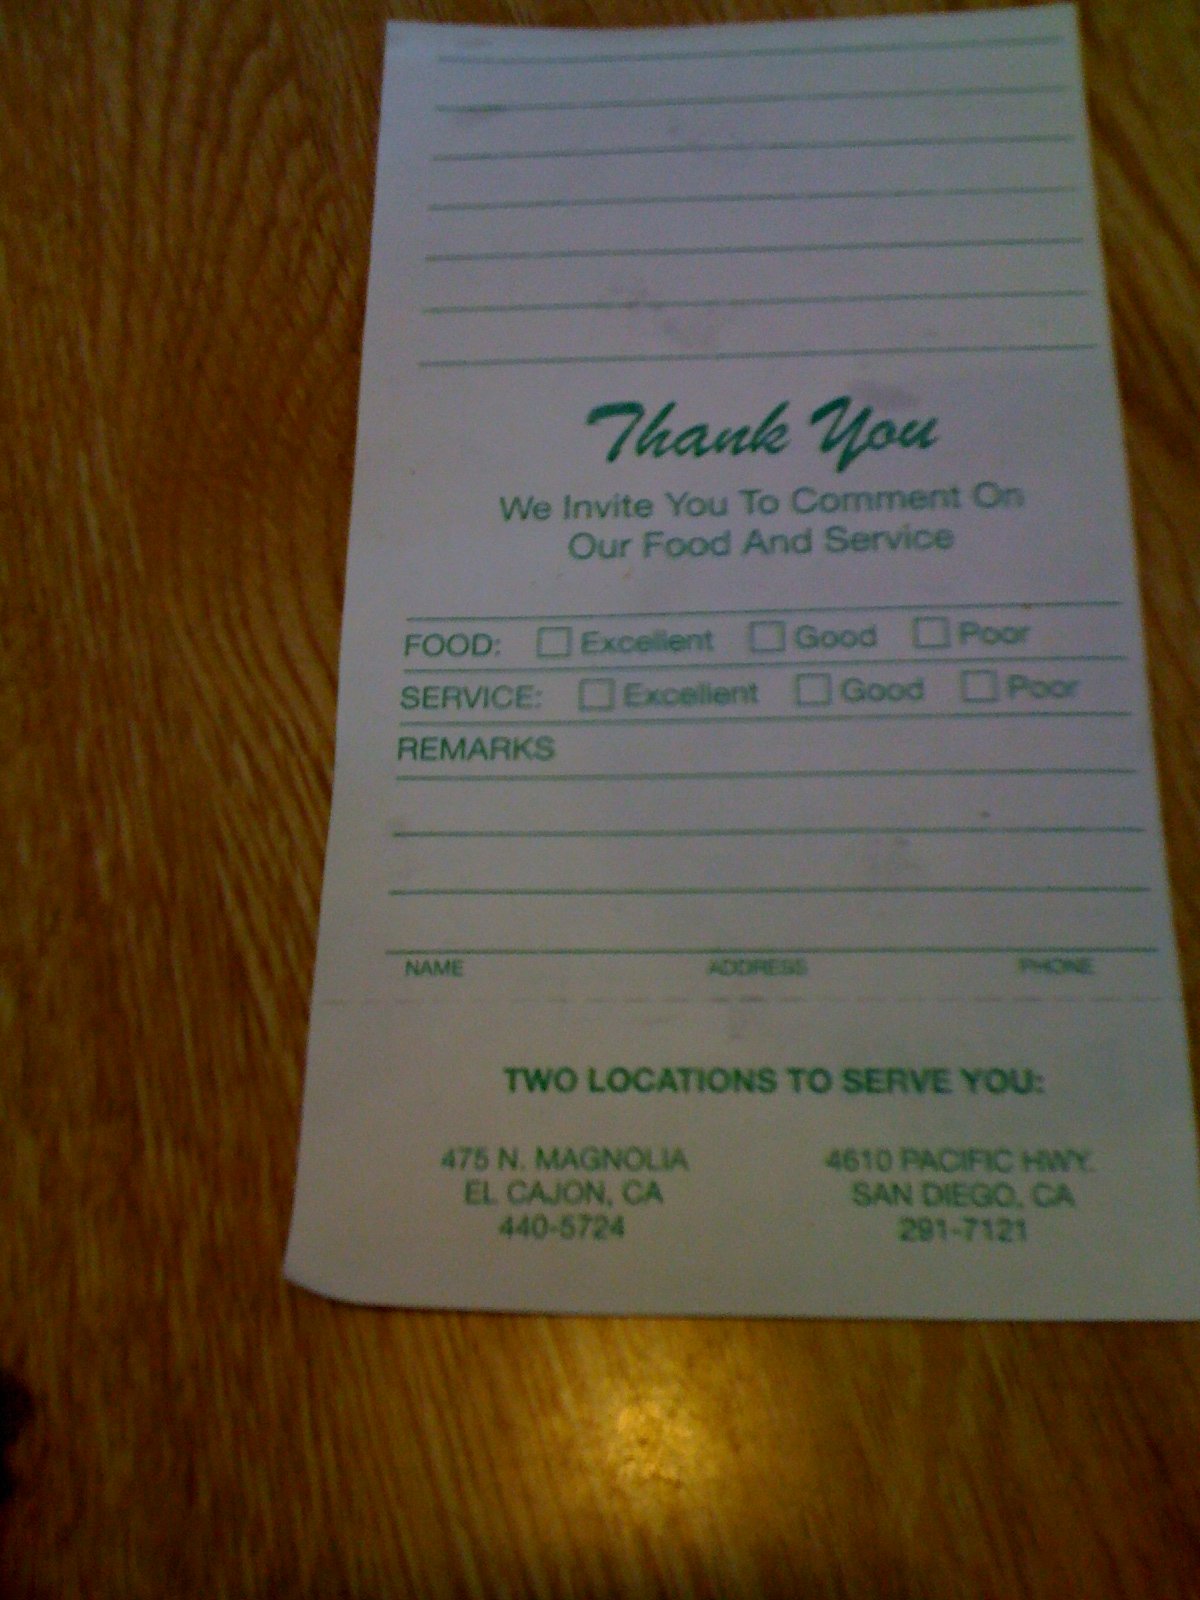 Thank You
We Invite You To Comment On
Our Food And Service
FOOD: Excellent Good Poor
SERVICE: Excellent Good Poor
REMARKS
NAME ADDRESS PHONE
TWO LOCATIONS TO SERVE YOU:
475 N. MAGNOLIA
EL CAJON, CA
440-5724
4610 PACIFIC HWY.
SAN DIEGO, CA
291-7121